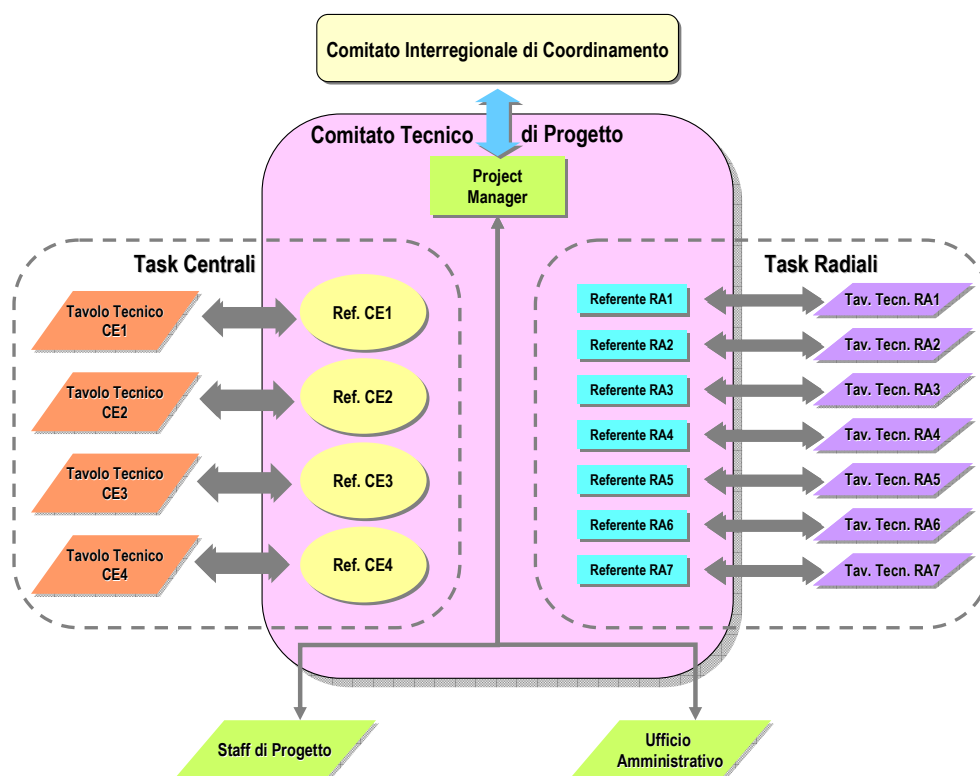 Comitato Interregionale di Coordinamento
Comitato Tecnico di Progetto
Project
Manager
Task Centrali
Tavolo Tecnico
CE1
Ref. CE1
Tavolo Tecnico
CE2
Ref. CE2
Tavolo Tecnico
CE3
Ref. CE3
Tavolo Tecnico
CE4
Ref. CE4
Task Radiali
Referente RA1
Tav. Tecn. RA1
Referente RA2
Tav. Tecn. RA2
Referente RA3
Tav. Tecn. RA3
Referente RA4
Tav. Tecn. RA4
Referente RA5
Tav. Tecn. RA5
Referente RA6
Tav. Tecn. RA6
Referente RA7
Tav. Tecn. RA7
Staff di Progetto
Ufficio
Amministrativo